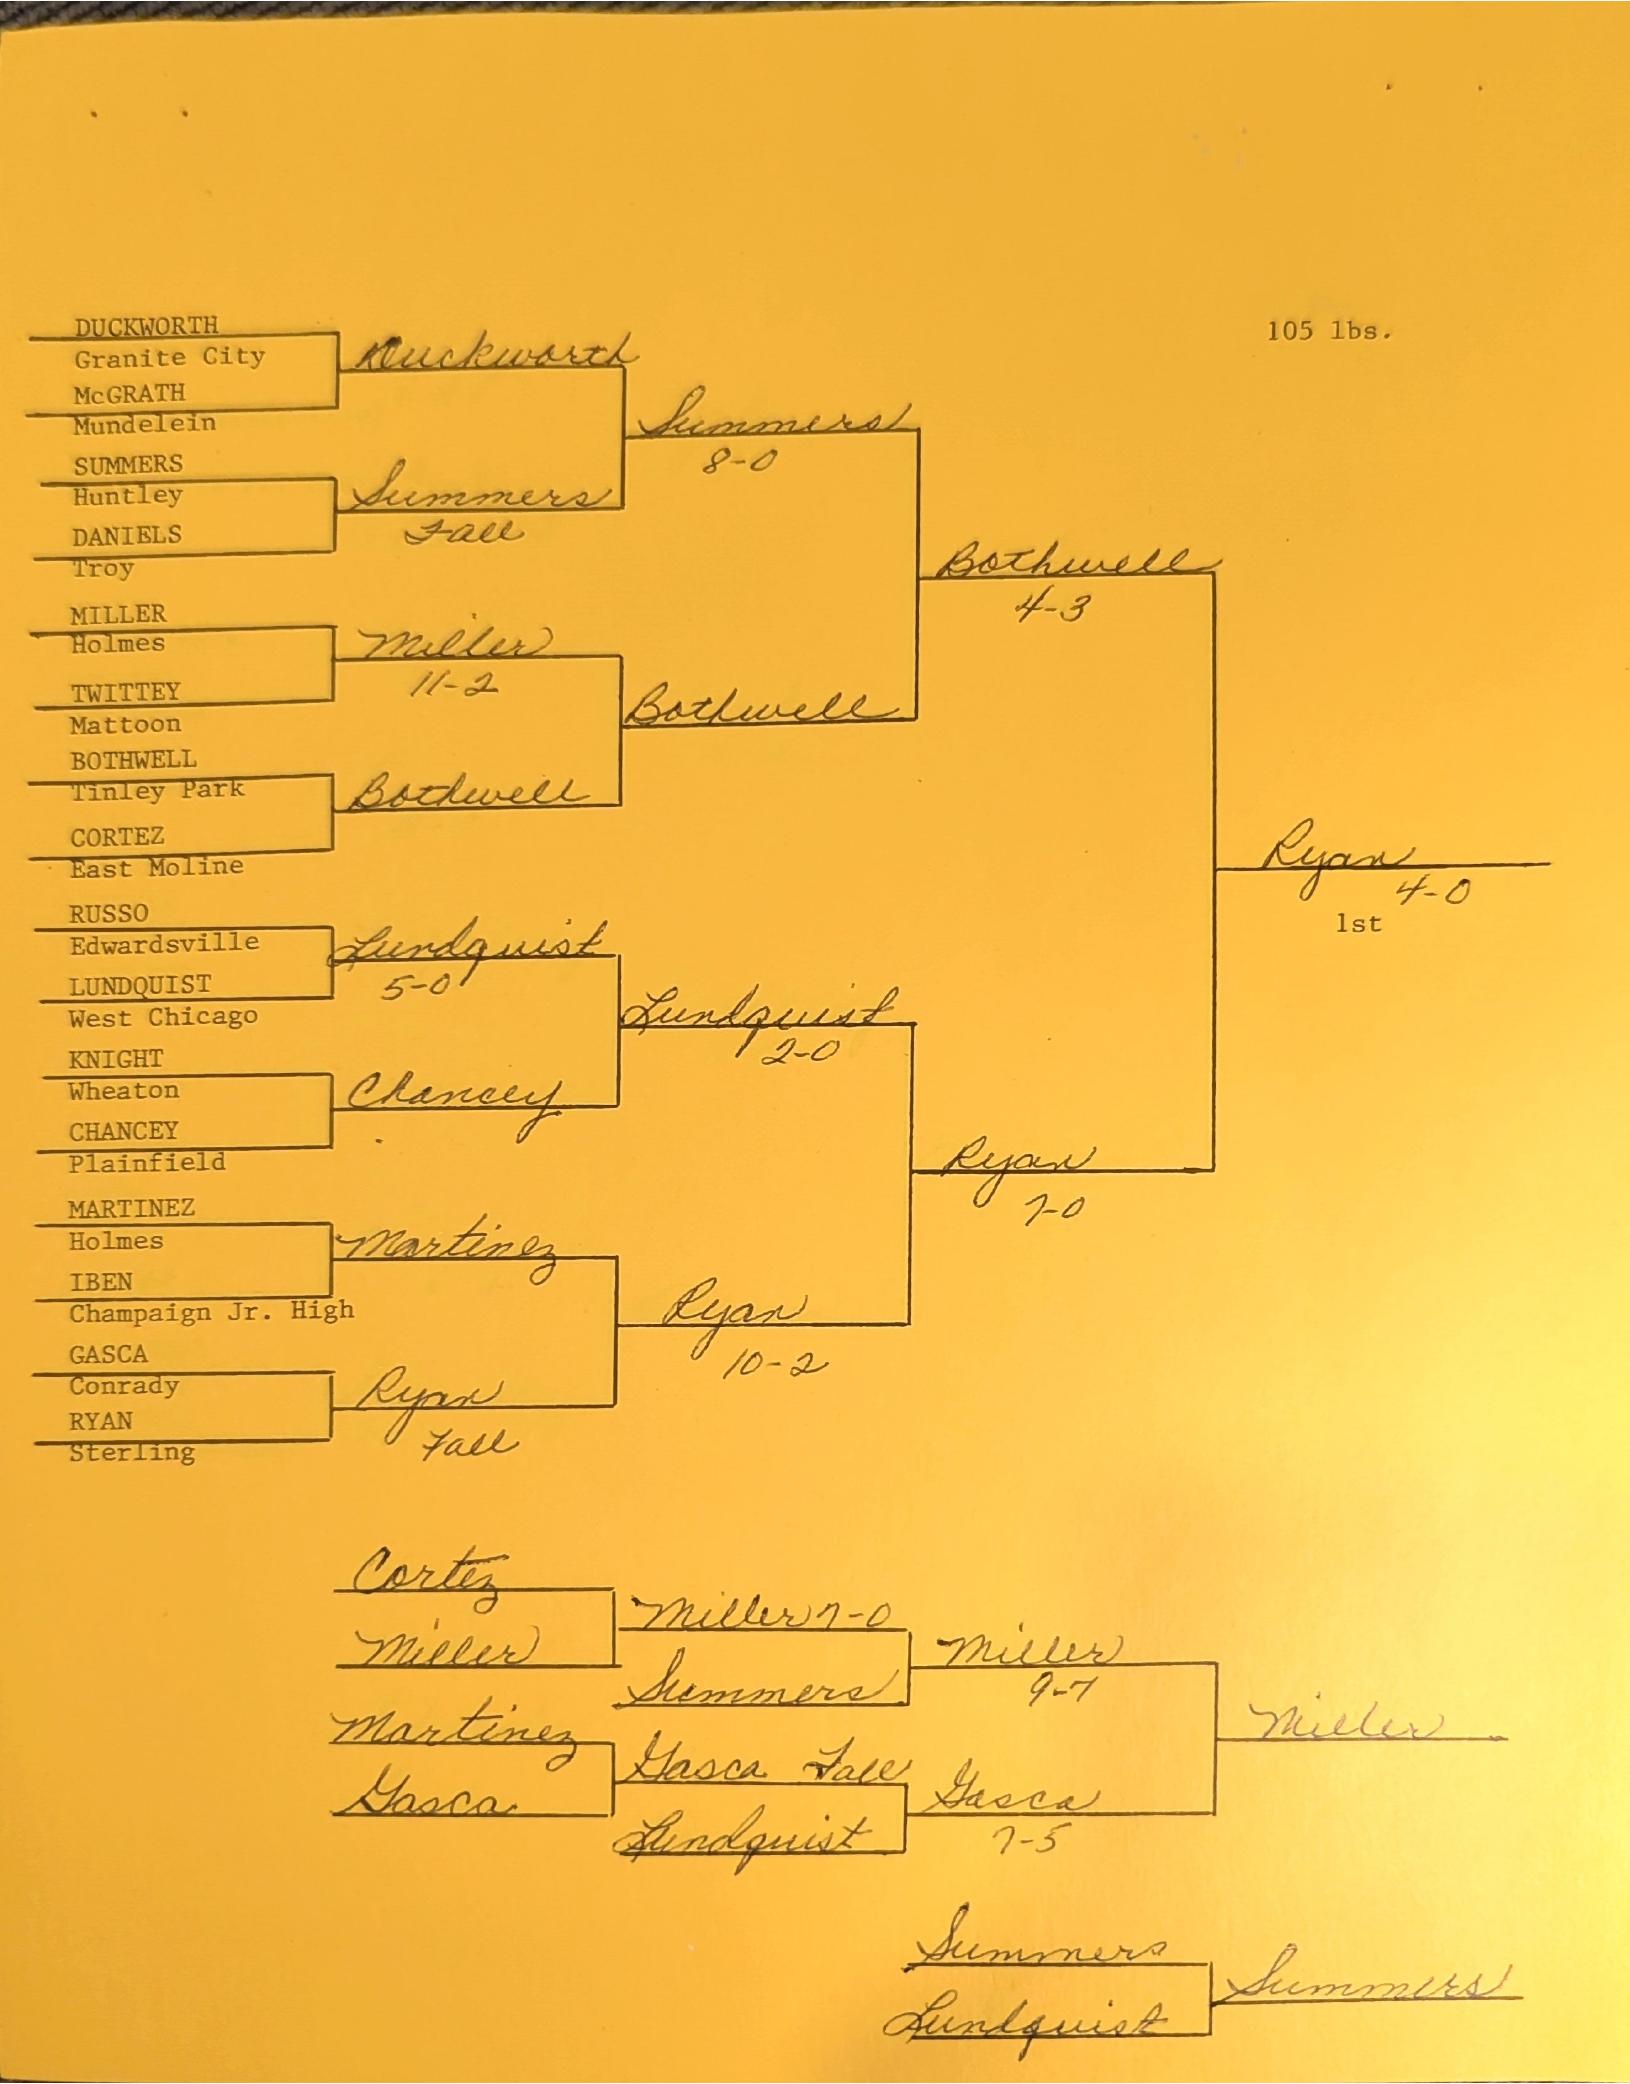 105 lbs.
DUCKWORTH
Granite City
McGRATH
Mundelein
SUMMERS
Huntley
DANIELS
Troy
MILLER
Holmes
TWITTEY
Mattoon
BOTHWELL
Tinley Park
CORTEZ
East Moline
RUSSO
Edwardsville
LUNDQUIST
West Chicago
KNIGHT
Wheaton
CHANCEY
Plainfield
MARTINEZ
Holmes
IBEN
Champaign Jr. High
GASCA
Conrady
RYAN
Sterling
Duckworth
Summers
Fall
Miller
11-2
Bothwell
Lundquist
5-0
Chancey
Martinez
Ryan
Fall
Summers
8-0
Bothwell
Lundquist
2-0
Ryan
10-2
Bothwell
4-3
Ryan
7-0
Ryan
4-0
1st
Cortez
Miller
Martinez
Gasca
Miller 7-0
Summers
Gasca Fall
Lundquist
Miller
9-7
Gasca
7-5
Miller
Summers
Lundquist
Summers